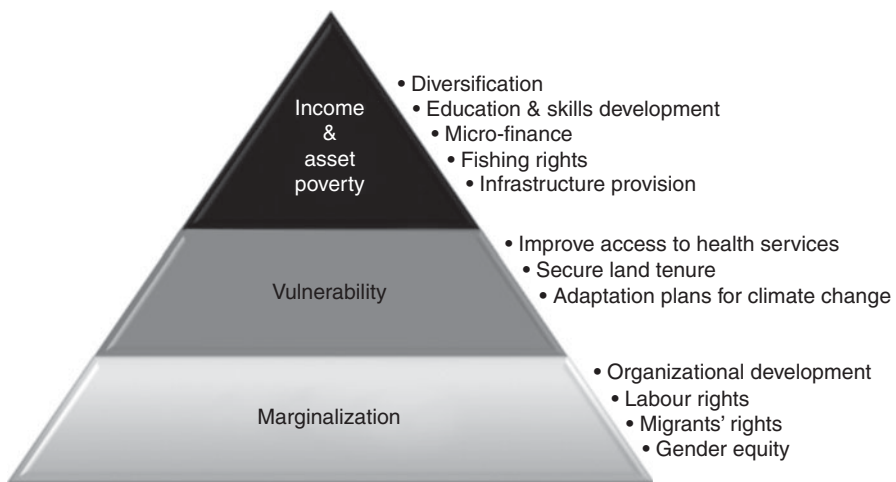 Income
&
asset
poverty
• Diversification
• Education & skills development
• Micro-finance
• Fishing rights
• Infrastructure provision
Vulnerability
• Improve access to health services
• Secure land tenure
• Adaptation plans for climate change
Marginalization
• Organizational development
• Labour rights
• Migrants’ rights
• Gender equity